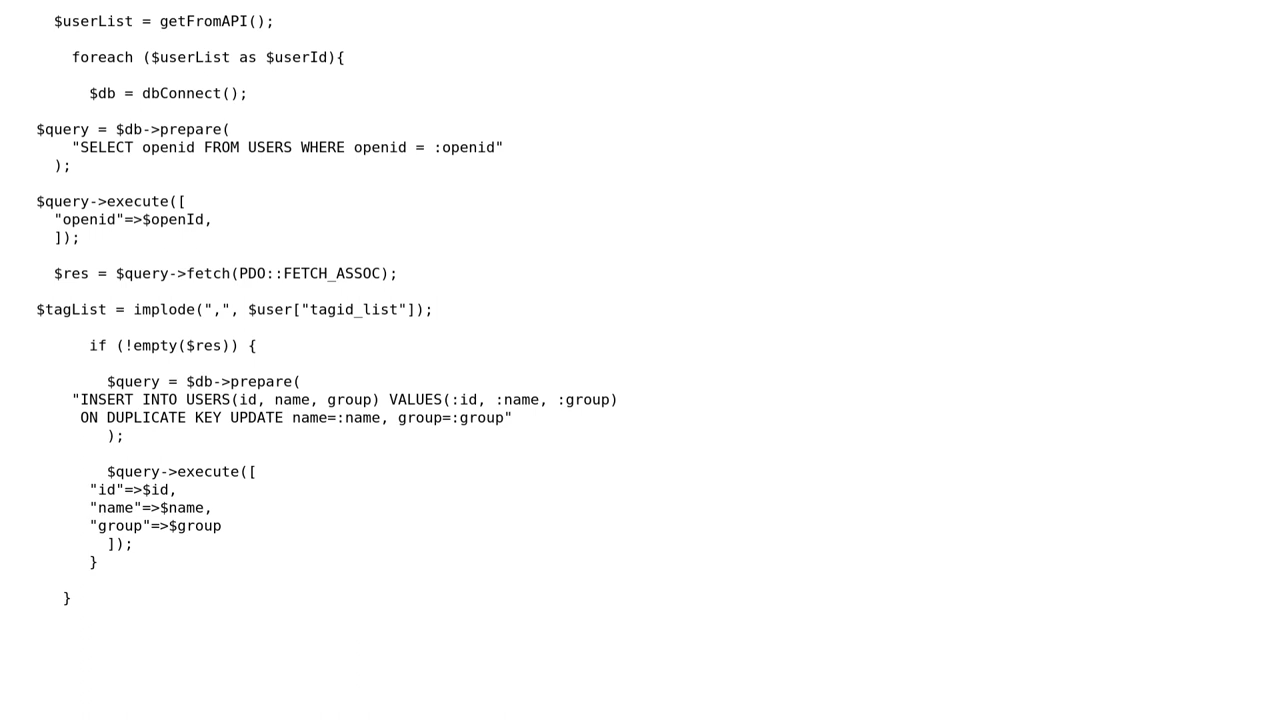 $userList = getFromAPI();
foreach ($userList as $userId){
$db = dbConnect();
$query = $db->prepare(
"SELECT openid FROM USERS WHERE openid = :openid"
);
$query->execute([
"openid"=>$openId,
]);
$res = $query->fetch(PDO::FETCH_ASSOC);
$tagList = implode(",", $user["tagid_list"]);
if (!empty($res)) {
$query = $db->prepare(
"INSERT INTO USERS(id, name, group) VALUES(:id, :name, :group)
ON DUPLICATE KEY UPDATE name=:name, group=:group"
);
$query->execute([
"id"=>$id,
"name"=>$name,
"group"=>$group
]);
}
}